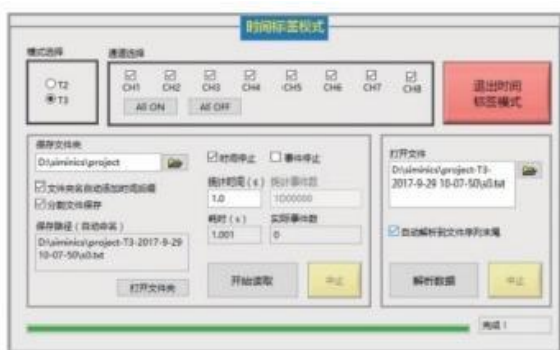 时间标签模式
模式选择
通道选择
T2
T3
CH1 CH2 CH3 CH4 CH5 CH6 CH7 CH8
All ON All OFF
退出时间
标签模式
保存文件夹
D:\siminics\project
文件夹名自动添加时间后缀
分割文件保存
保存路径(自动命名)
D:\siminics\project-T3-2017-9-29
10-07-50\s0.txt
打开文件夹
时间停止 事件停止
统计时间(s) 统计事件数
1.0 1000000
耗时(s) 实际事件数
1.001 0
开始读取 中止
打开文件
D:\siminics\project-T3-
2017-9-29 10-07-50\s0.txt
自动解析到文件序列末尾
解析数据 中止
完成!